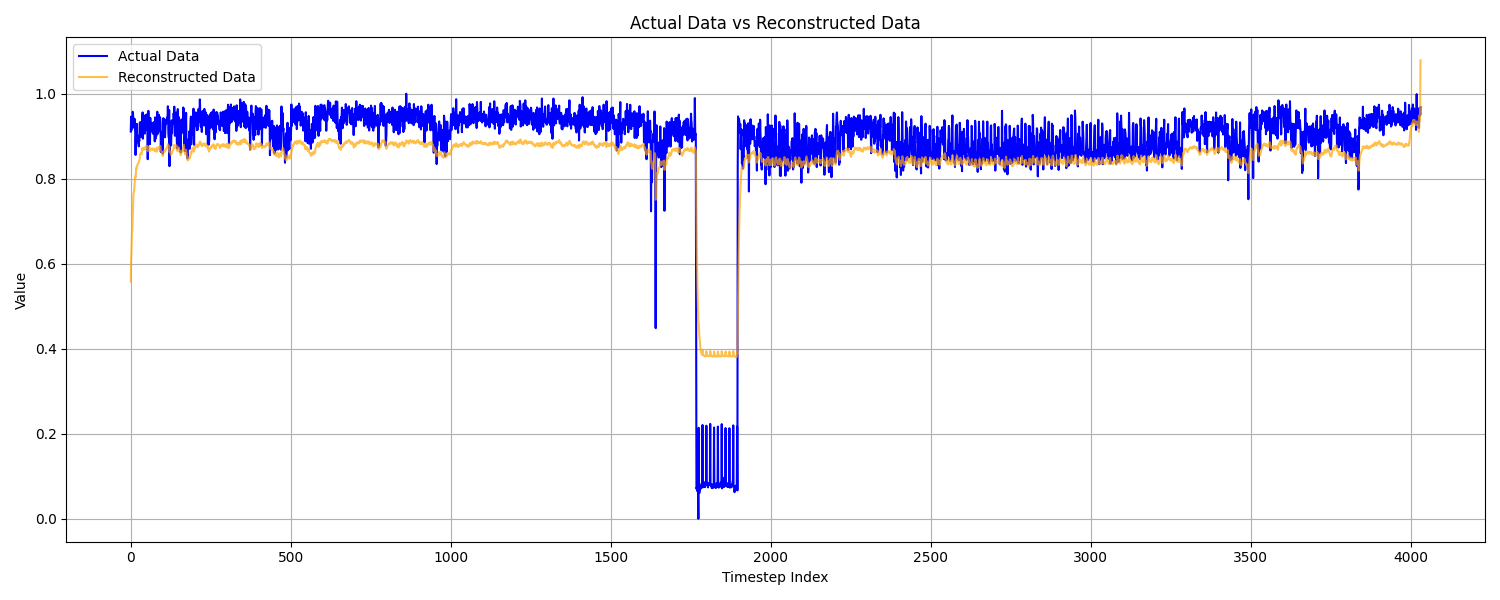 Actual Data vs Reconstructed Data
Actual Data
Reconstructed Data
Value
1.0
0.8
0.6
0.4
0.2
0.0
0 500 1000 1500 2000 2500 3000 3500 4000
Timestep Index